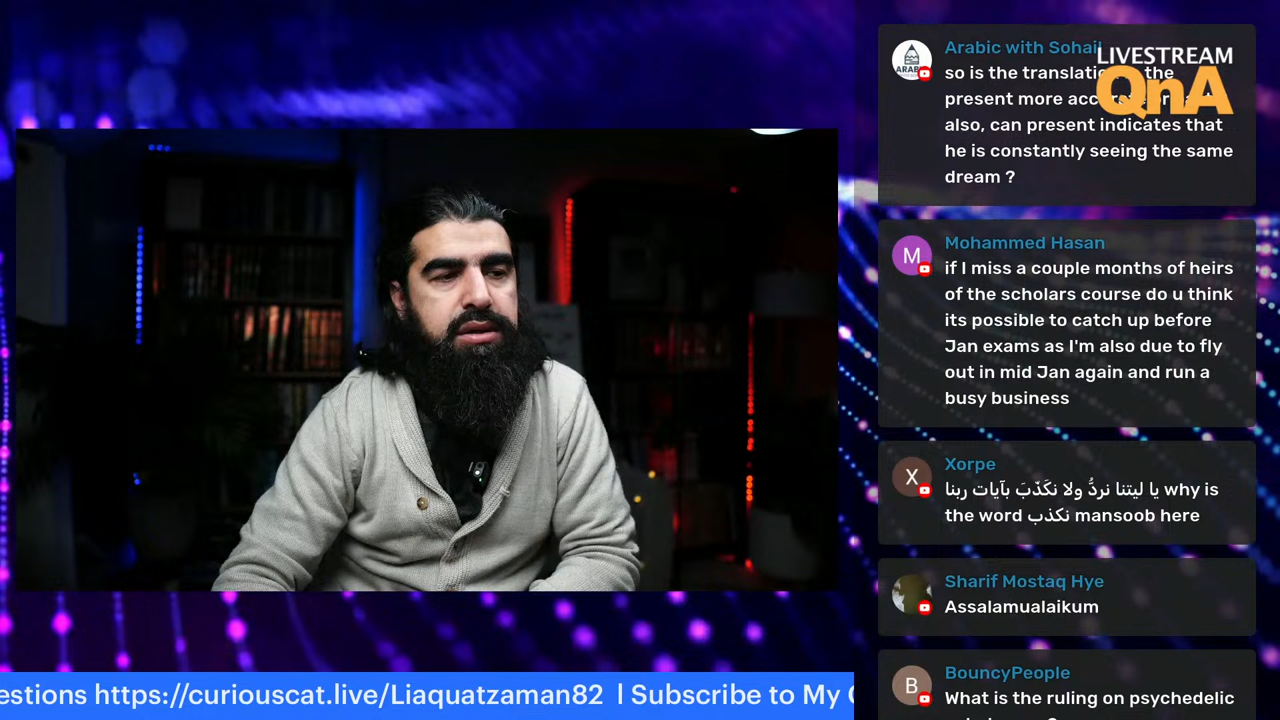 Arabic with Sohail
so is the the
present more
also, can present indicates that
he is constantly seeing the same
dream ?
LIVESTREAM
QnA
M
Mohammed Hasan
if I miss a couple months of heirs
of the scholars course do u think
its possible to catch up before
Jan exams as I'm also due to fly
out in mid Jan again and run a
busy business
X
Xorpe
يا ليتنا نردُّ ولا نكَذّبَ بآيات ربنا why is
the word نكذب mansoob here
Sharif Mostaq Hye
Assalamualaikum
B
BouncyPeople
What is the ruling on psychedelic
estions https://curiouscat.live/Liaquatzaman82 | Subscribe to My